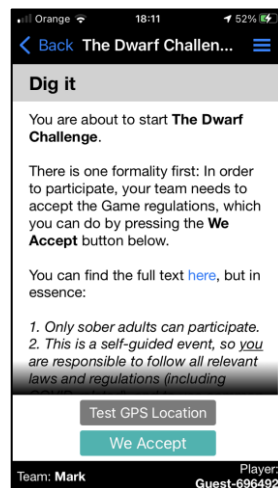 Orange 18:11 52%
Back The Dwarf Challen...
Dig it
You are about to start The Dwarf
Challenge.
There is one formality first: In order
to participate, your team needs to
accept the Game regulations, which
you can do by pressing the We
Accept button below.
You can find the full text here, but in
essence:
1. Only sober adults can participate.
2. This is a self-guided event, so you
are responsible to follow all relevant
laws and regulations (including
Test GPS Location
We Accept
Team: Mark Player:
Guest-696492